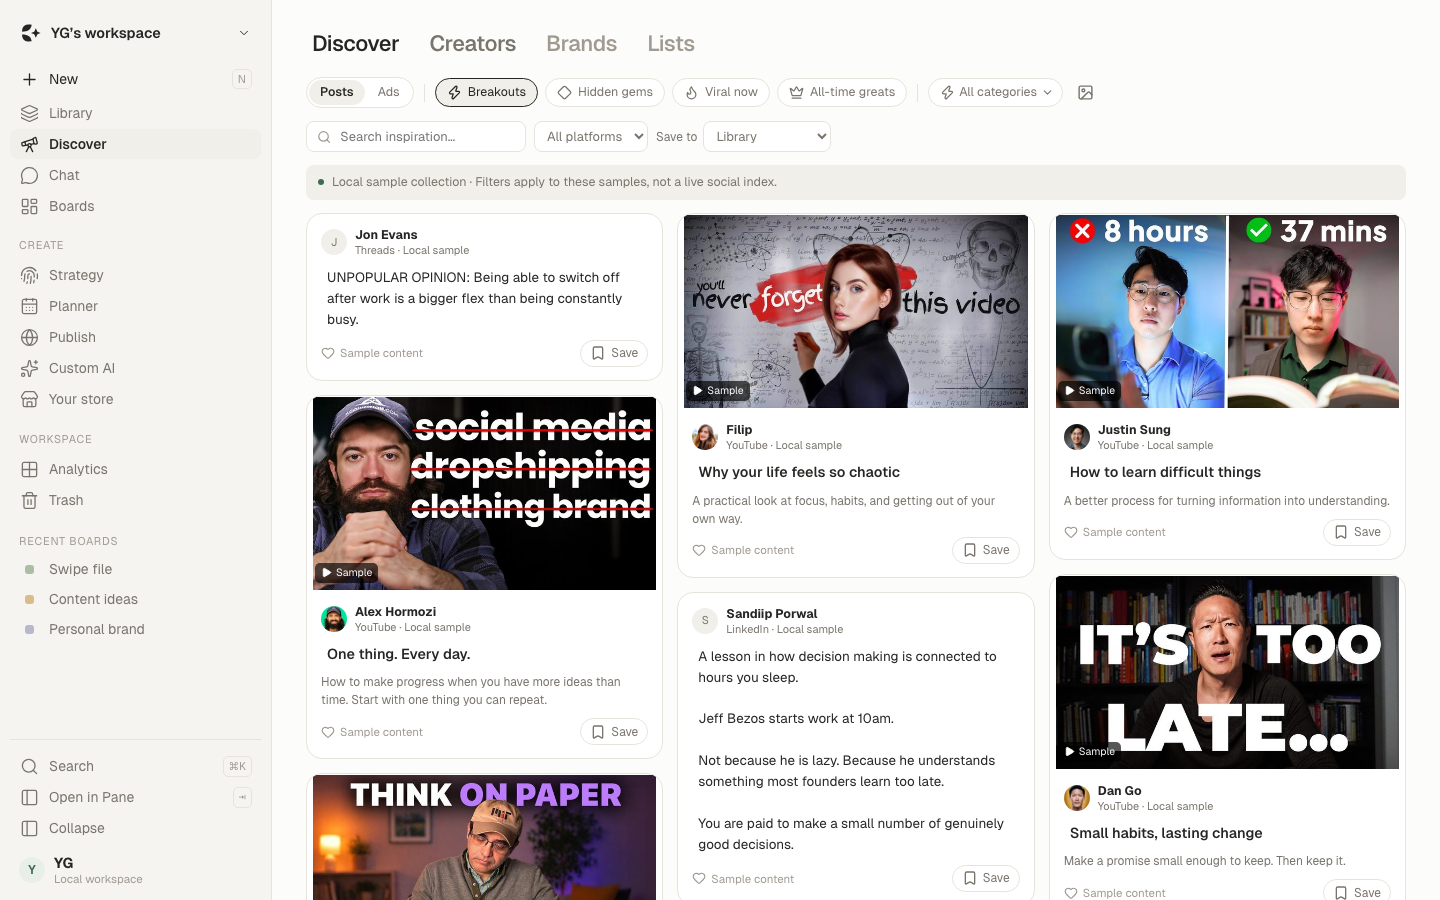 YG's workspace
New
N
Library
Discover
Chat
Boards
CREATE
Strategy
Planner
Publish
Custom AI
Your store
WORKSPACE
Analytics
Trash
RECENT BOARDS
Swipe file
Content ideas
Personal brand
Search
⌘K
Open in Pane
Collapse
Y
YG
Local workspace
Discover
Creators
Brands
Lists
Posts
Ads
Breakouts
Hidden gems
Viral now
All-time greats
All categories
Search inspiration...
All platforms
Save to
Library
Local sample collection · Filters apply to these samples, not a live social index.
J
Jon Evans
Threads · Local sample
UNPOPULAR OPINION: Being able to switch off
after work is a bigger flex than being constantly
busy.
Sample content
Save
social media
dropshipping
clothing brand
Sample
Alex Hormozi
YouTube · Local sample
One thing. Every day.
How to make progress when you have more ideas than
time. Start with one thing you can repeat.
Sample content
Save
THINK ON PAPER
you'll
never forget this video
Sample
Filip
YouTube · Local sample
Why your life feels so chaotic
A practical look at focus, habits, and getting out of your
own way.
Sample content
Save
S
Sandiip Porwal
LinkedIn · Local sample
A lesson in how decision making is connected to
hours you sleep.
Jeff Bezos starts work at 10am.
Not because he is lazy. Because he understands
something most founders learn too late.
You are paid to make a small number of genuinely
good decisions.
Sample content
Save
8 hours
37 mins
Sample
Justin Sung
YouTube · Local sample
How to learn difficult things
A better process for turning information into understanding.
Sample content
Save
IT'S TOO
LATE...
Sample
Dan Go
YouTube · Local sample
Small habits, lasting change
Make a promise small enough to keep. Then keep it.
Sample content
Save